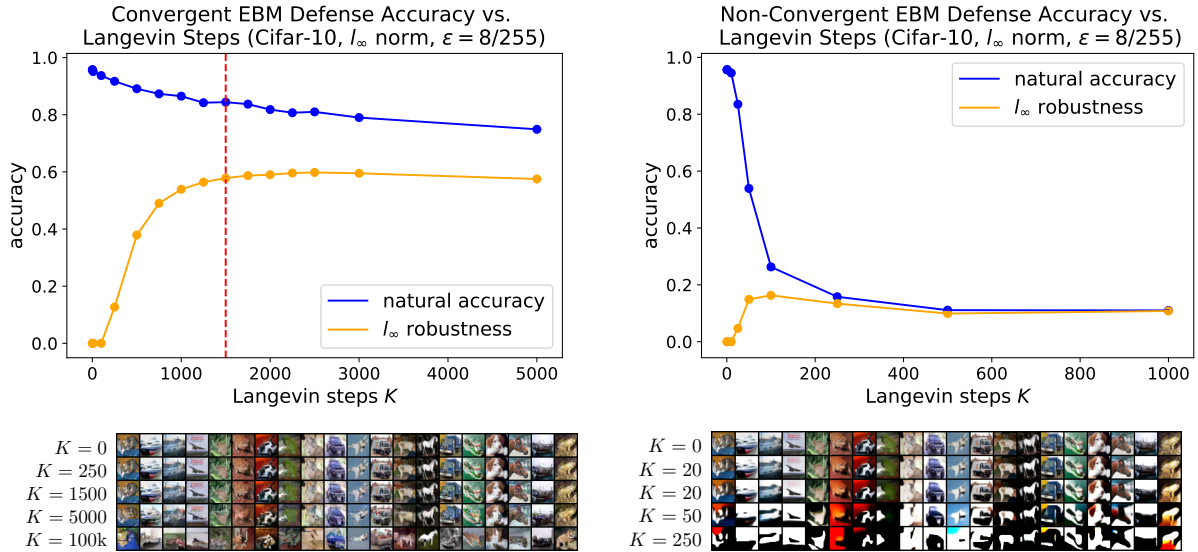 Convergent EBM Defense Accuracy vs.
Langevin Steps (Cifar-10, l∞ norm, ε = 8/255)
1.0
0.8
0.6
0.4
0.2
0.0
accuracy
natural accuracy
l∞ robustness
0 1000 2000 3000 4000 5000
Langevin steps K
K = 0
K = 250
K = 1500
K = 5000
K = 100k
Non-Convergent EBM Defense Accuracy vs.
Langevin Steps (Cifar-10, l∞ norm, ε = 8/255)
1.0
0.8
0.6
0.4
0.2
0.0
accuracy
natural accuracy
l∞ robustness
0 200 400 600 800 1000
Langevin steps K
K = 0
K = 20
K = 20
K = 50
K = 250